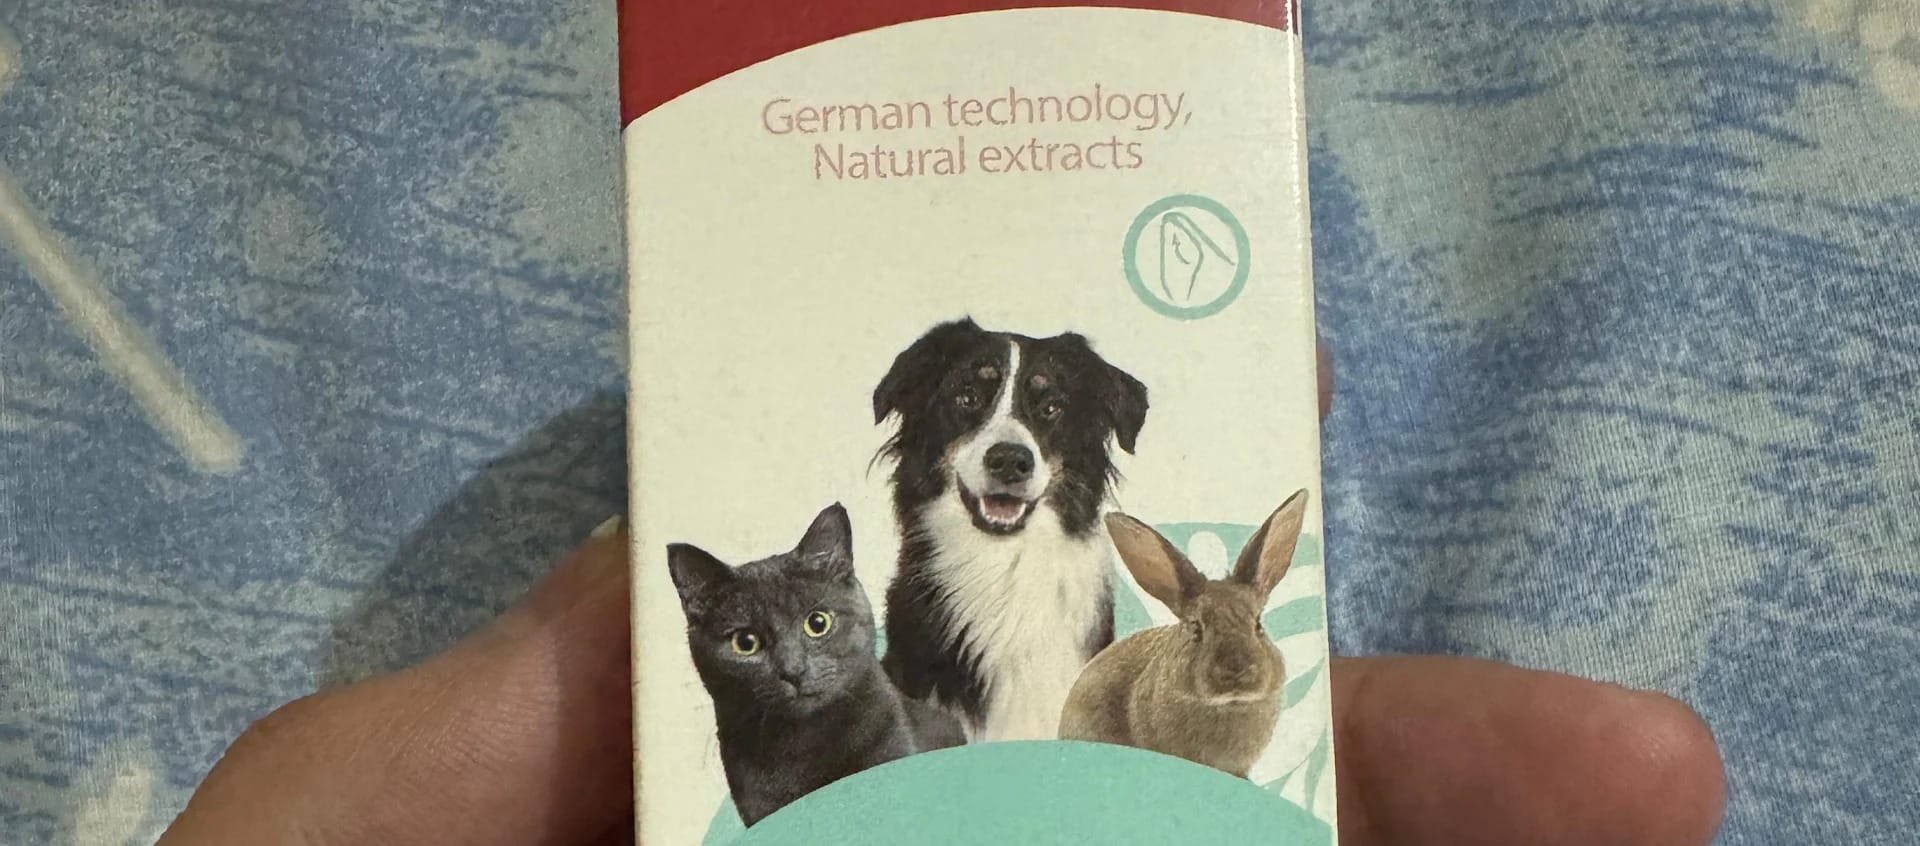 German technology,
Natural extracts